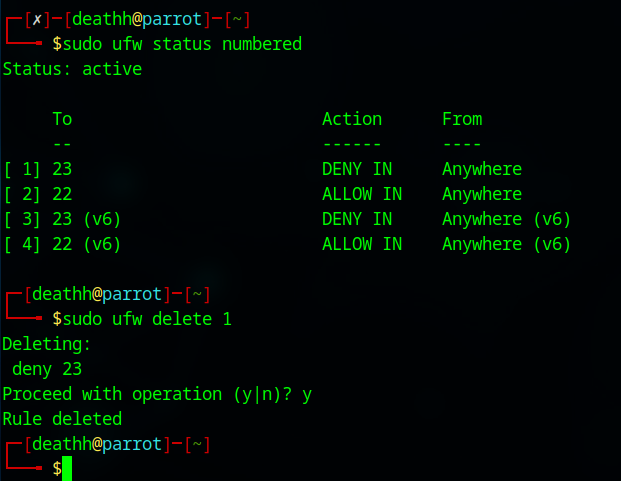 ┌─[✗]─[deathh@parrot]─[~]
└──╼ $sudo ufw status numbered
Status: active

     To                         Action      From
     --                         ------      ----
[ 1] 23                         DENY IN     Anywhere
[ 2] 22                         ALLOW IN    Anywhere
[ 3] 23 (v6)                    DENY IN     Anywhere (v6)
[ 4] 22 (v6)                    ALLOW IN    Anywhere (v6)

┌─[deathh@parrot]─[~]
└──╼ $sudo ufw delete 1
Deleting:
 deny 23
Proceed with operation (y|n)? y
Rule deleted
┌─[deathh@parrot]─[~]
└──╼ $